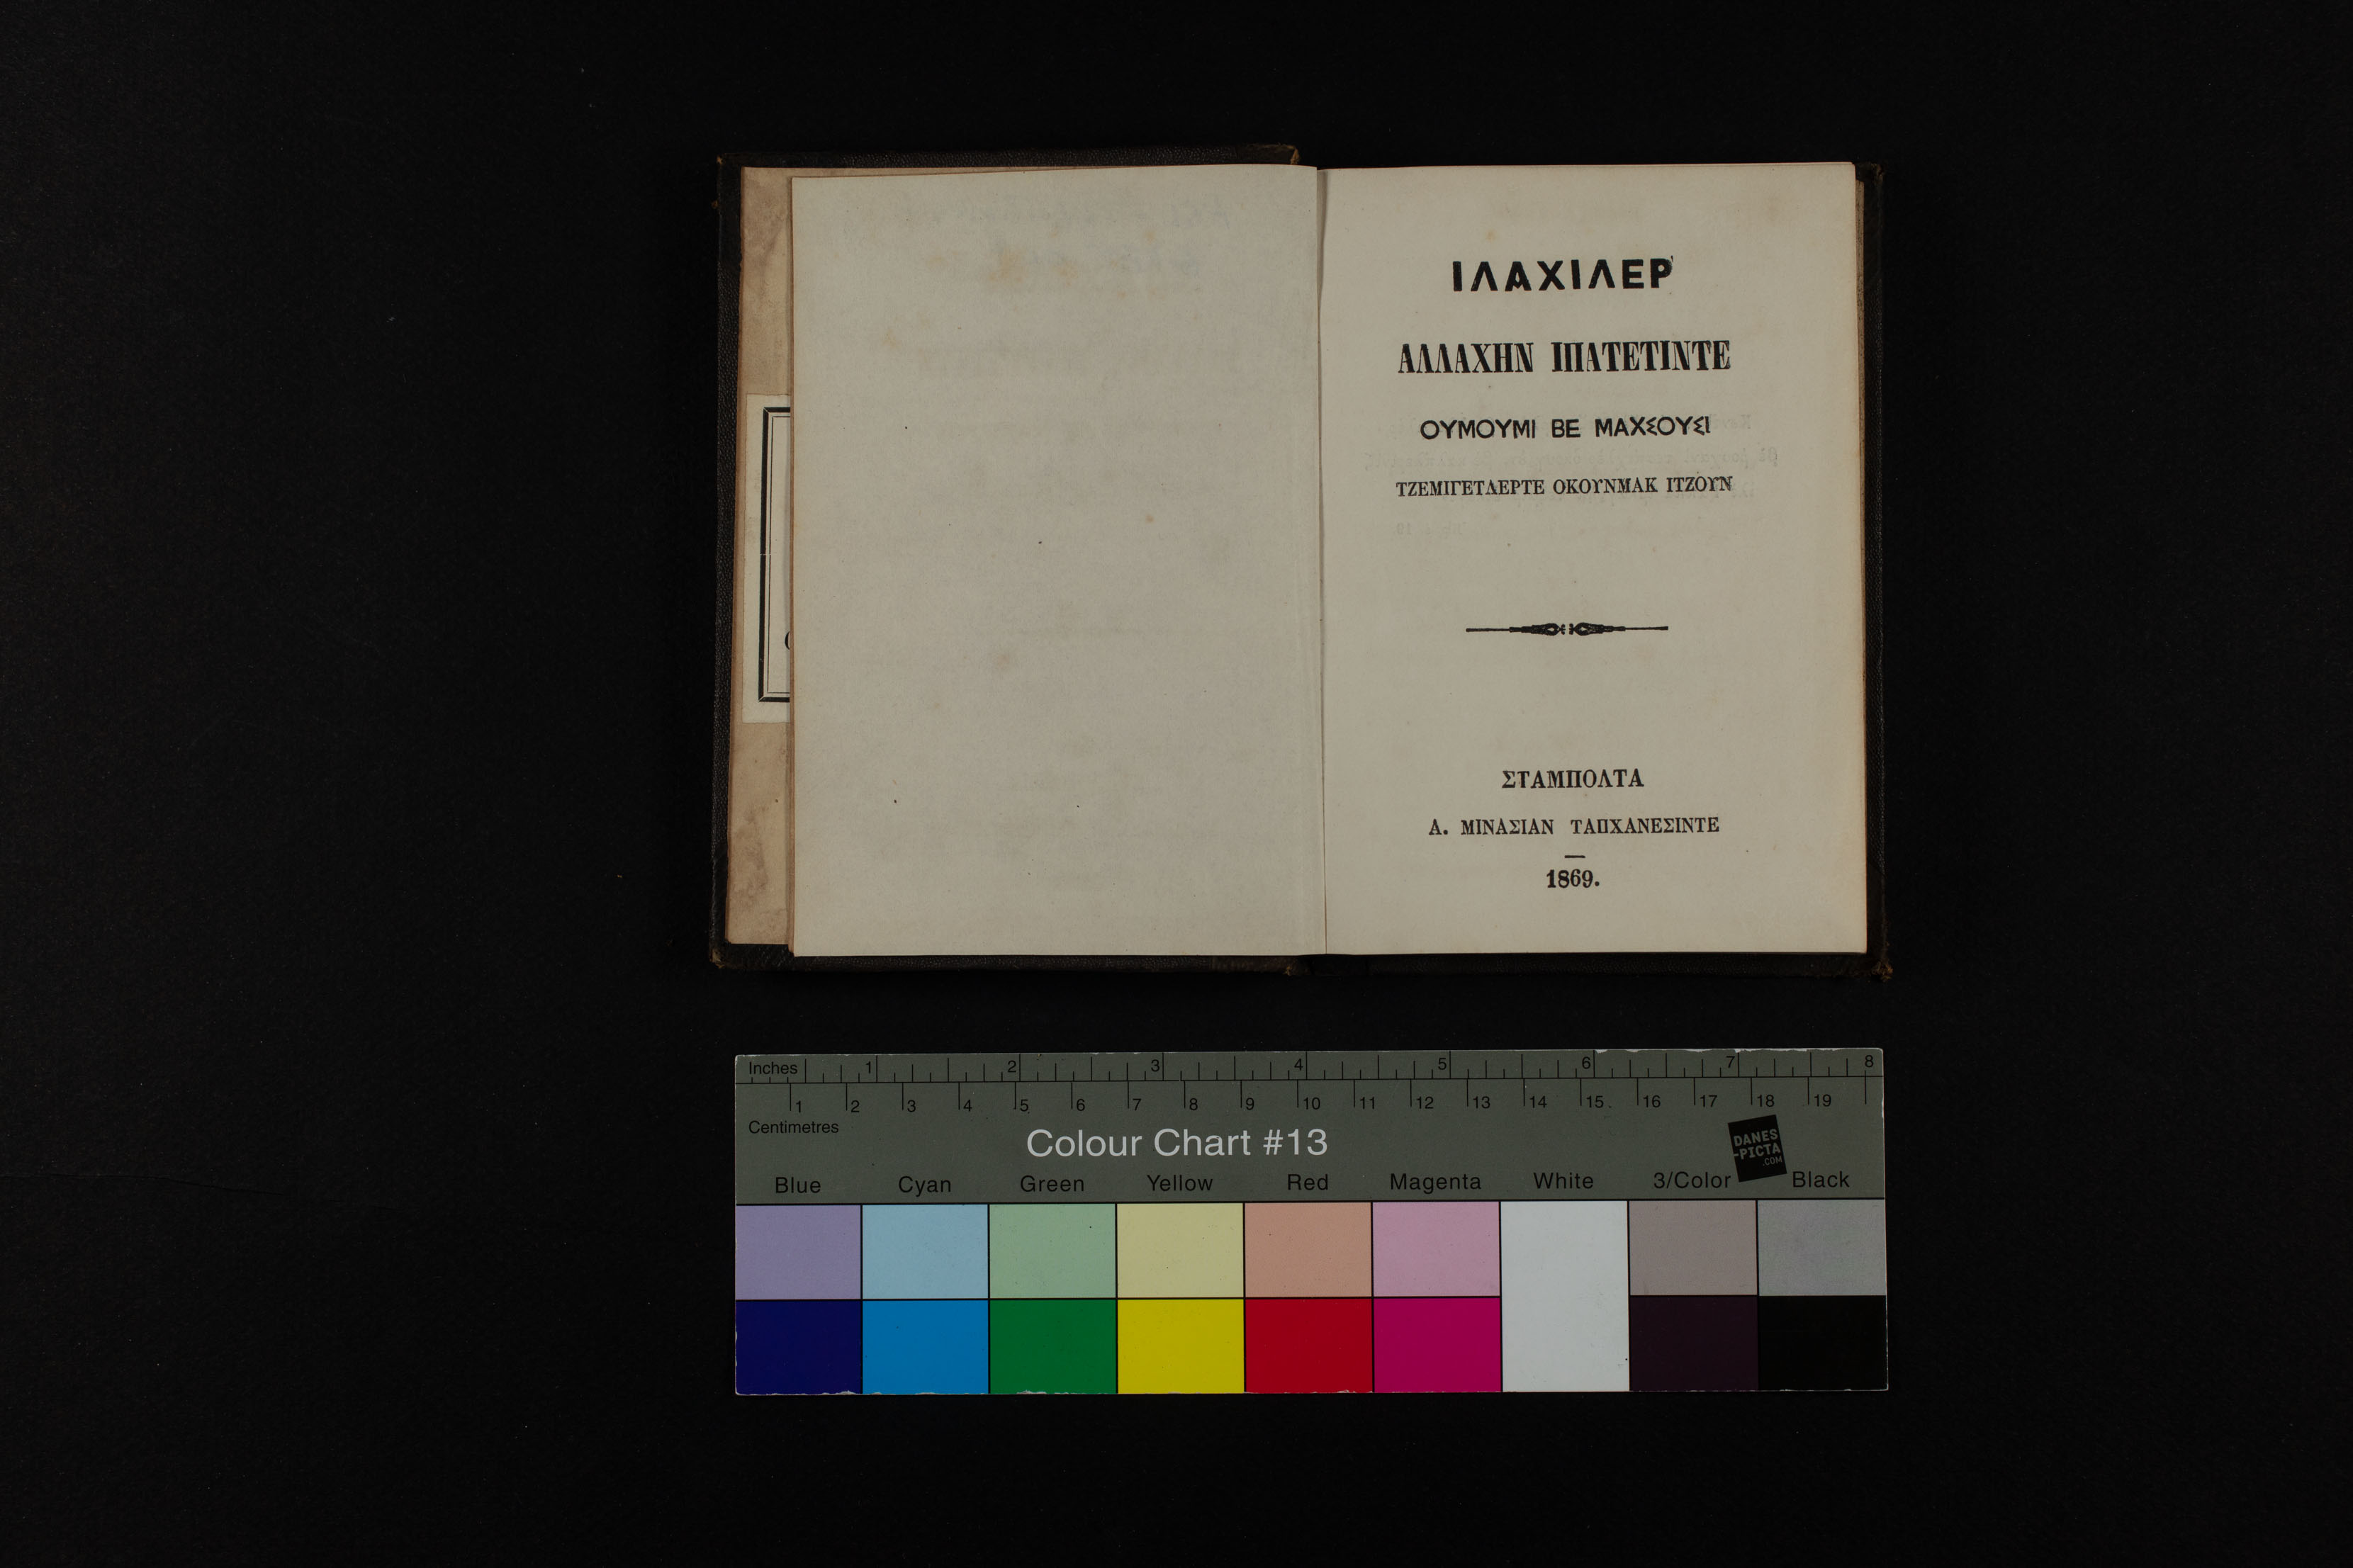 ΙΛΑΧΙΛΕΡ
ΑΛΛΑΧΗΝ ΙΠΑΤΕΤΙΝΤΕ
ΟΥΜΟΥΜΙ ΒΕ ΜΑΧΣΟΥΣΙ
ΤΖΕΜΙΓΕΤΛΕΡΤΕ ΟΚΟΥΝΜΑΚ ΙΤΖΟΥΝ
ΣΤΑΜΠΟΛΤΑ
Α. ΜΙΝΑΣΙΑΝ ΤΑΠΧΑΝΕΣΙΝΤΕ
1869.
Inches 1 2 3 4 5 6 7 8
1 2 3 4 5 6 7 8 9 10 11 12 13 14 15 16 17 18 19
Centimetres
Colour Chart #13
DANES
-PICTA
.COM
Blue Cyan Green Yellow Red Magenta White 3/Color Black